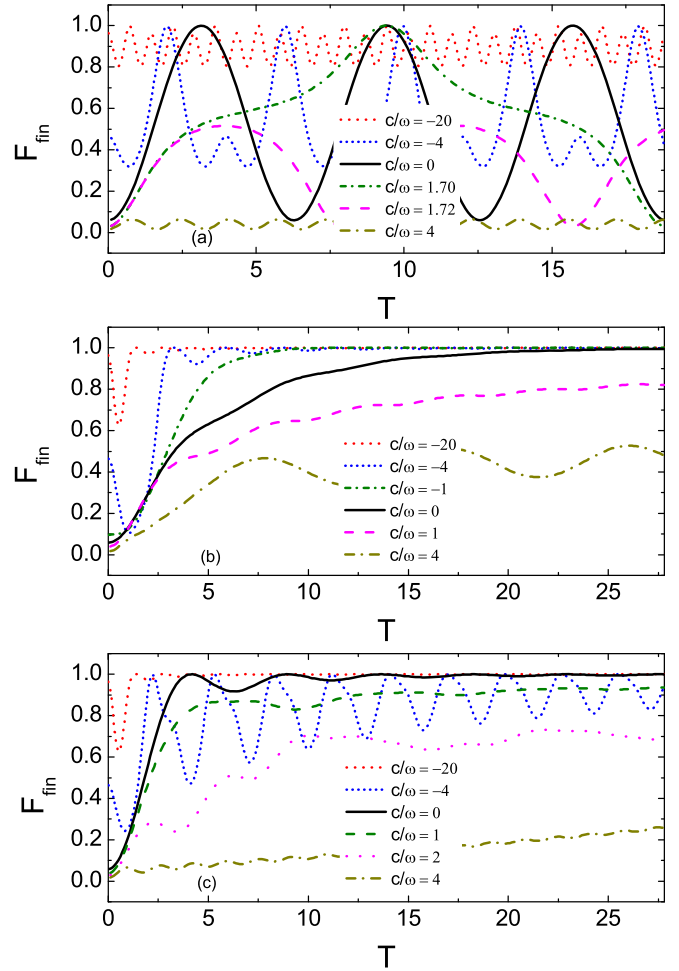 1.0
0.8
0.6
0.4
0.2
0.0
F_fin
c/ω = −20
c/ω = −4
c/ω = 0
c/ω = 1.70
c/ω = 1.72
c/ω = 4
(a)
0 5 10 15
T
1.0
0.8
0.6
0.4
0.2
0.0
F_fin
c/ω = −20
c/ω = −4
c/ω = −1
c/ω = 0
c/ω = 1
c/ω = 4
(b)
0 5 10 15 20 25
T
1.0
0.8
0.6
0.4
0.2
0.0
F_fin
c/ω = −20
c/ω = −4
c/ω = 0
c/ω = 1
c/ω = 2
c/ω = 4
(c)
0 5 10 15 20 25
T